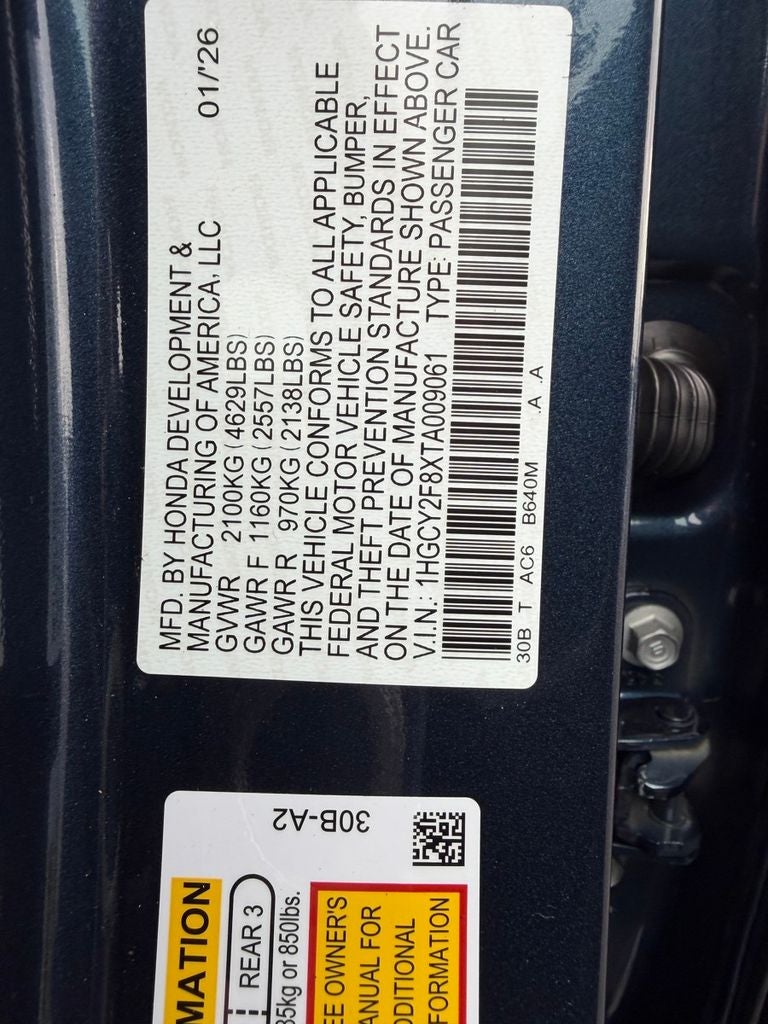 MFD. BY HONDA DEVELOPMENT &
MANUFACTURING OF AMERICA, LLC 01/'26
GVWR 2100KG (4629LBS)
GAWR F 1160KG (2557LBS)
GAWR R 970KG (2138LBS)
THIS VEHICLE CONFORMS TO ALL APPLICABLE
FEDERAL MOTOR VEHICLE SAFETY, BUMPER,
AND THEFT PREVENTION STANDARDS IN EFFECT
ON THE DATE OF MANUFACTURE SHOWN ABOVE.
V.I.N.: 1HGCY2F8XTA009061 TYPE: PASSENGER CAR
30B T AC6 B640M .A .A
30B-A2
MATION
REAR 3
85kg or 850lbs.
EE OWNER'S
ANUAL FOR
DDITIONAL
FORMATION